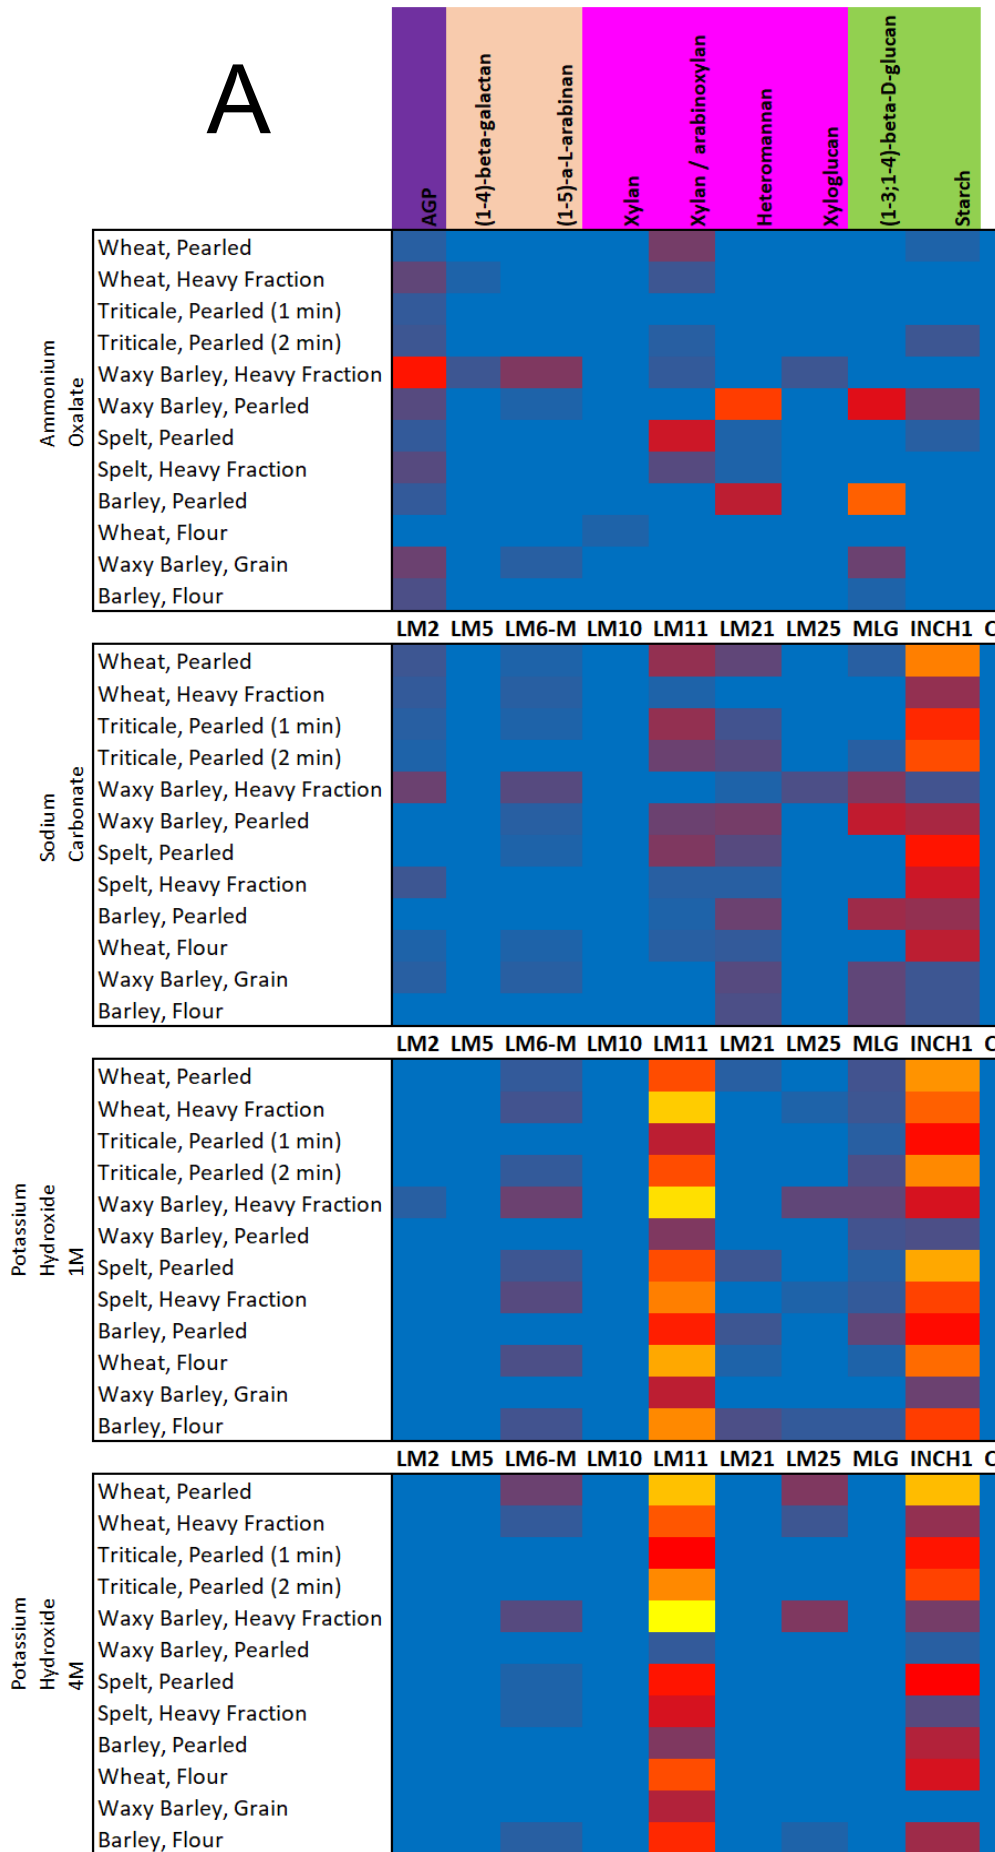 A
AGP
(1-4)-beta-galactan
(1-5)-a-L-arabinan
Xylan
Xylan / arabinoxylan
Heteromannan
Xyloglucan
(1-3;1-4)-beta-D-glucan
Starch
Ammonium
Oxalate
Wheat, Pearled
Wheat, Heavy Fraction
Triticale, Pearled (1 min)
Triticale, Pearled (2 min)
Waxy Barley, Heavy Fraction
Waxy Barley, Pearled
Spelt, Pearled
Spelt, Heavy Fraction
Barley, Pearled
Wheat, Flour
Waxy Barley, Grain
Barley, Flour
LM2 LM5 LM6-M LM10 LM11 LM21 LM25 MLG INCH1 C
Sodium
Carbonate
Wheat, Pearled
Wheat, Heavy Fraction
Triticale, Pearled (1 min)
Triticale, Pearled (2 min)
Waxy Barley, Heavy Fraction
Waxy Barley, Pearled
Spelt, Pearled
Spelt, Heavy Fraction
Barley, Pearled
Wheat, Flour
Waxy Barley, Grain
Barley, Flour
LM2 LM5 LM6-M LM10 LM11 LM21 LM25 MLG INCH1 C
Potassium
Hydroxide
1M
Wheat, Pearled
Wheat, Heavy Fraction
Triticale, Pearled (1 min)
Triticale, Pearled (2 min)
Waxy Barley, Heavy Fraction
Waxy Barley, Pearled
Spelt, Pearled
Spelt, Heavy Fraction
Barley, Pearled
Wheat, Flour
Waxy Barley, Grain
Barley, Flour
LM2 LM5 LM6-M LM10 LM11 LM21 LM25 MLG INCH1 C
Potassium
Hydroxide
4M
Wheat, Pearled
Wheat, Heavy Fraction
Triticale, Pearled (1 min)
Triticale, Pearled (2 min)
Waxy Barley, Heavy Fraction
Waxy Barley, Pearled
Spelt, Pearled
Spelt, Heavy Fraction
Barley, Pearled
Wheat, Flour
Waxy Barley, Grain
Barley, Flour